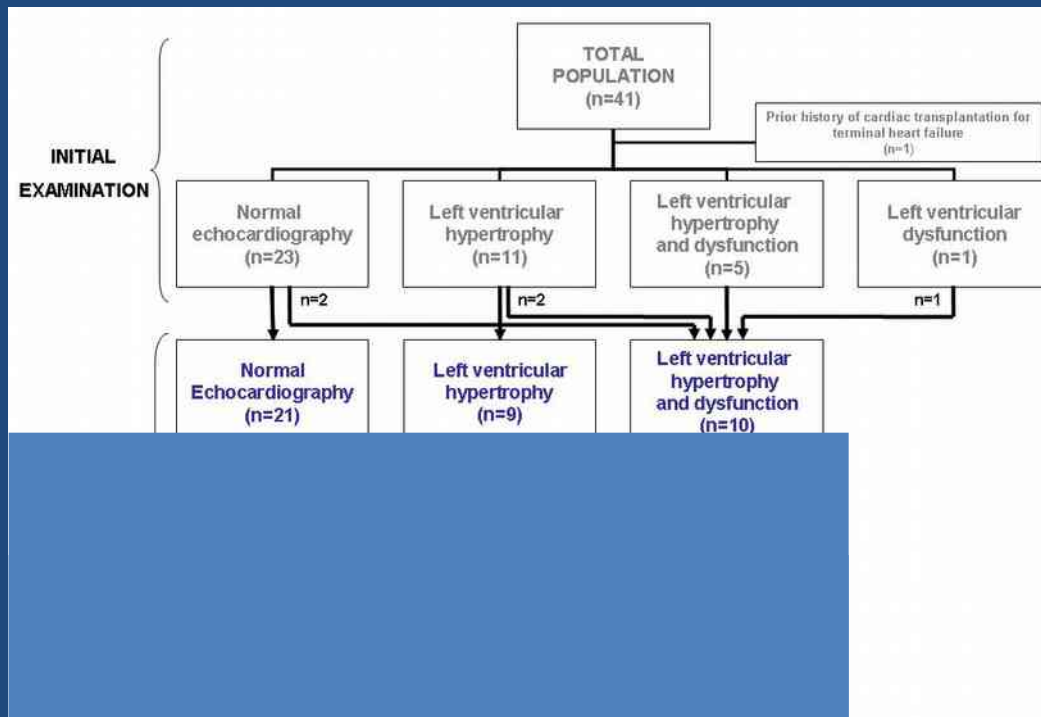 TOTAL
POPULATION
(n=41)
Prior history of cardiac transplantation for
terminal heart failure
(n=1)
INITIAL
EXAMINATION
Normal
echocardiography
(n=23)
Left ventricular
hypertrophy
(n=11)
Left ventricular
hypertrophy
and dysfunction
(n=5)
Left ventricular
dysfunction
(n=1)
n=2
n=2
n=1
Normal
Echocardiography
(n=21)
Left ventricular
hypertrophy
(n=9)
Left ventricular
hypertrophy
and dysfunction
(n=10)